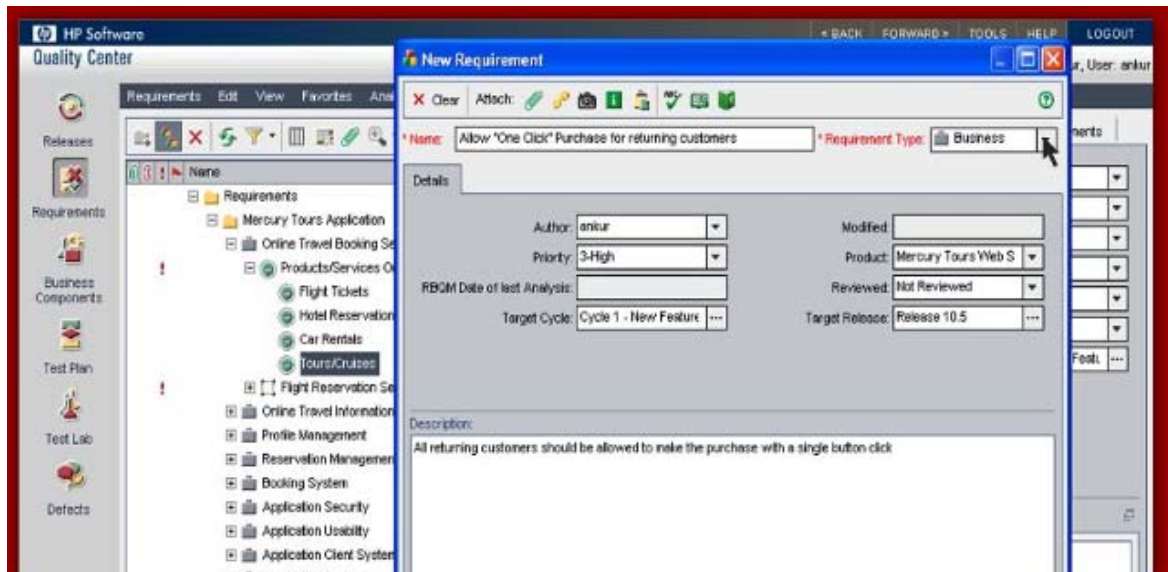 HP Software
< BACK FORWARD > TOOLS HELP LOGOUT
Quality Center
New Requirement
User: ankur
Requirements Edit View Favorites
Clear Attach:
*Name: Allow "One Click" Purchase for returning customers *Requirement Type: Business
Releases
Name
Details
Requirements
Requirements
Mercury Tours Application
Author: ankur Modified:
Online Travel Booking
Priority: 3-High Product: Mercury Tours Web S
Products/Services
Business Components
Flight Tickets
RBQM Date of last Analysis: Reviewed: Not Reviewed
Hotel Reservation
Target Cycle: Cycle 1 - New Feature Target Release: Release 10.5
Car Rentals
Test Plan
Tours/Cruises
Flight Reservation
Online Travel Information
Description:
Test Lab
Profile Management
All returning customers should be allowed to make the purchase with a single button click
Reservation
Booking System
Defects
Application Security
Application Usability
Application Client System